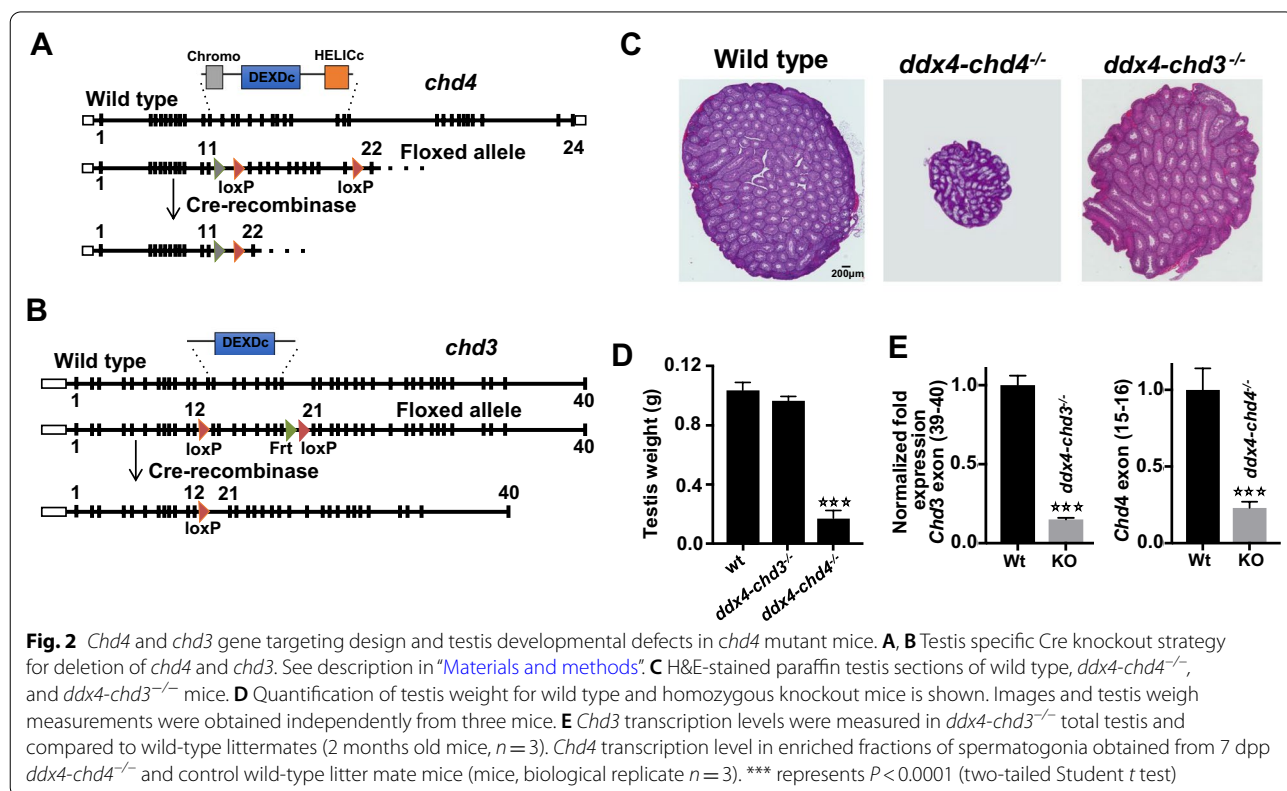 A
Chromo DEXDc HELICc
chd4
Wild type
1 24
11 22 Floxed allele
1 loxP loxP
Cre-recombinase
1 11 22
B
DEXDc
chd3
Wild type
1 40
12 21 Floxed allele
1 loxP Frt loxP 40
Cre-recombinase
1 12 21 40
loxP
C
Wild type ddx4-chd4-/- ddx4-chd3-/-
200µm
D
Testis weight (g)
0.12
0.8
0.4
0.0
☆☆☆
wt ddx4-chd3-/- ddx4-chd4-/-
E
Normalized fold
expression
Chd3 exon (39-40)
1.0
0.5
0.0
ddx4-chd3-/-
☆☆☆
Wt KO
Chd4 exon (15-16)
1.0
0.5
0.0
ddx4-chd4-/-
☆☆☆
Wt KO
Fig. 2 Chd4 and chd3 gene targeting design and testis developmental defects in chd4 mutant mice. A, B Testis specific Cre knockout strategy
for deletion of chd4 and chd3. See description in “Materials and methods”. C H&E-stained paraffin testis sections of wild type, ddx4-chd4−/−,
and ddx4-chd3−/− mice. D Quantification of testis weight for wild type and homozygous knockout mice is shown. Images and testis weigh
measurements were obtained independently from three mice. E Chd3 transcription levels were measured in ddx4-chd3−/− total testis and
compared to wild-type littermates (2 months old mice, n = 3). Chd4 transcription level in enriched fractions of spermatogonia obtained from 7 dpp
ddx4-chd4−/− and control wild-type litter mate mice (mice, biological replicate n = 3). *** represents P < 0.0001 (two-tailed Student t test)